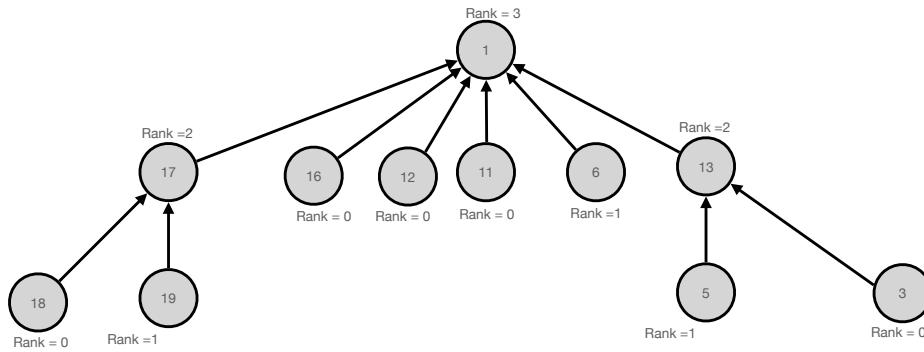 Rank = 3
1
Rank =2
17
16
Rank = 0
12
Rank = 0
11
Rank = 0
6
Rank =1
Rank =2
13
18
Rank = 0
19
Rank =1
5
Rank =1
3
Rank = 0